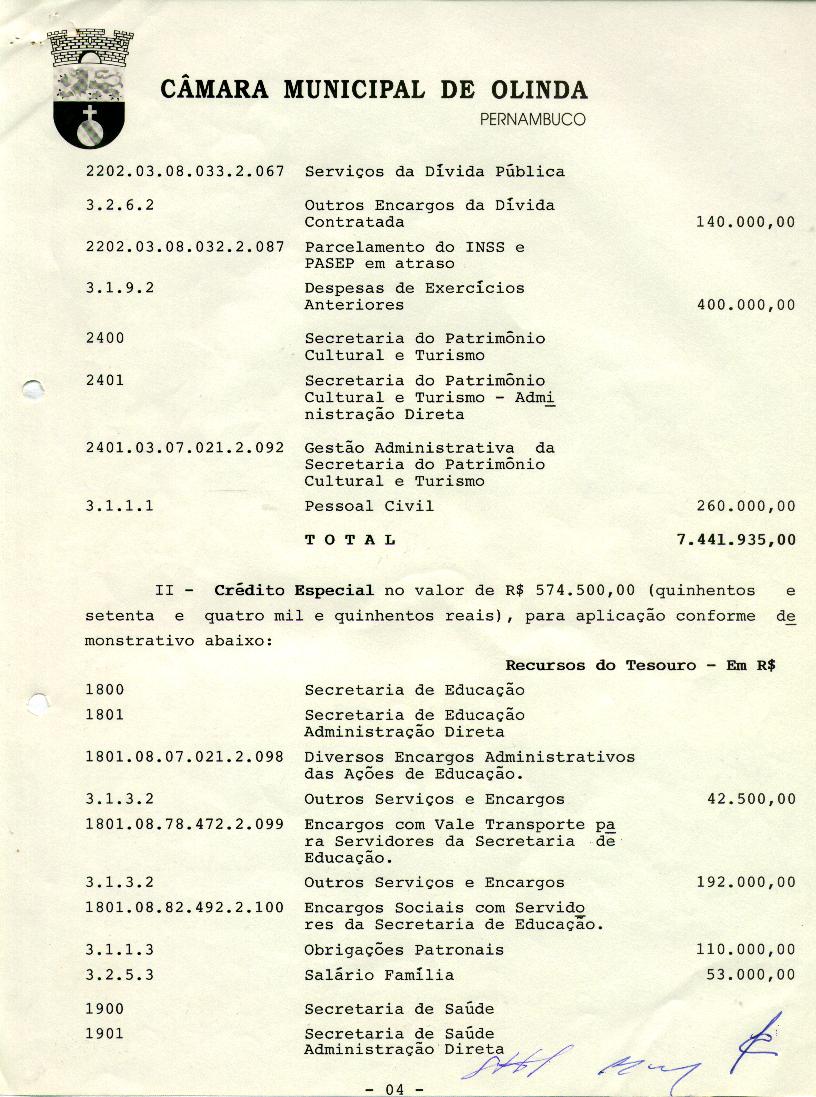 CÂMARA MUNICIPAL DE OLINDA
PERNAMBUCO
2202.03.08.033.2.067 Serviços da Dívida Pública
3.2.6.2 Outros Encargos da Dívida
Contratada 140.000,00
2202.03.08.032.2.087 Parcelamento do INSS e
PASEP em atraso
3.1.9.2 Despesas de Exercícios
Anteriores 400.000,00
2400 Secretaria do Patrimônio
Cultural e Turismo
2401 Secretaria do Patrimônio
Cultural e Turismo - Admi
nistração Direta
2401.03.07.021.2.092 Gestão Administrativa da
Secretaria do Patrimônio
Cultural e Turismo
3.1.1.1 Pessoal Civil 260.000,00
T O T A L 7.441.935,00
II - Crédito Especial no valor de R$ 574.500,00 (quinhentos e
setenta e quatro mil e quinhentos reais), para aplicação conforme de
monstrativo abaixo:
Recursos do Tesouro - Em R$
1800 Secretaria de Educação
1801 Secretaria de Educação
Administração Direta
1801.08.07.021.2.098 Diversos Encargos Administrativos
das Ações de Educação.
3.1.3.2 Outros Serviços e Encargos 42.500,00
1801.08.78.472.2.099 Encargos com Vale Transporte pa
ra Servidores da Secretaria de
Educação.
3.1.3.2 Outros Serviços e Encargos 192.000,00
1801.08.82.492.2.100 Encargos Sociais com Servido
res da Secretaria de Educação.
3.1.1.3 Obrigações Patronais 110.000,00
3.2.5.3 Salário Família 53.000,00
1900 Secretaria de Saúde
1901 Secretaria de Saúde
Administração Direta
- 04 -